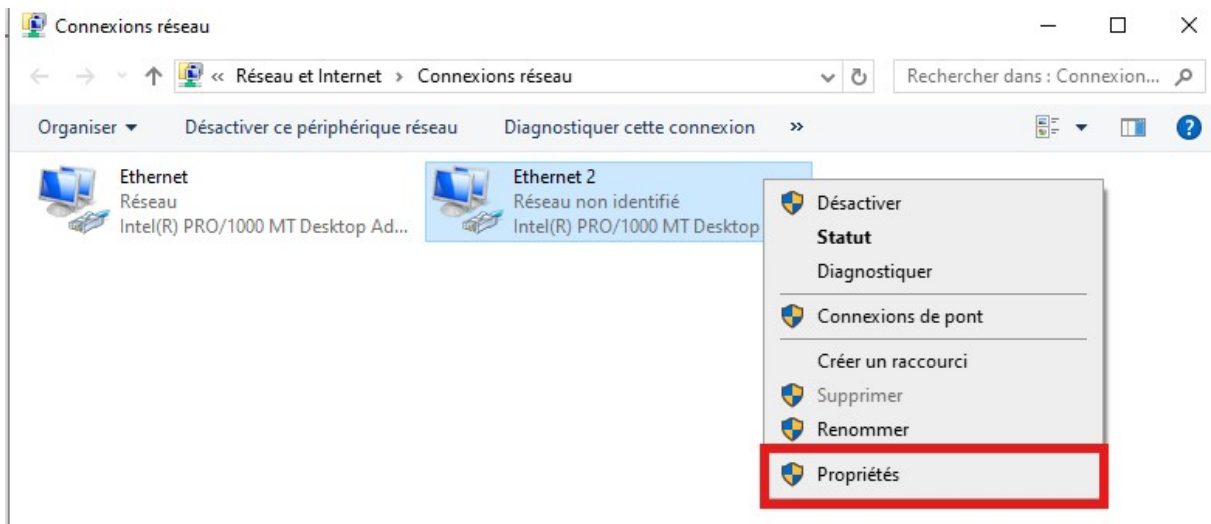 Connexions réseau
« Réseau et Internet › Connexions réseau
Rechercher dans : Connexion...
Organiser Désactiver ce périphérique réseau Diagnostiquer cette connexion »
Ethernet
Réseau
Intel(R) PRO/1000 MT Desktop Ad...
Ethernet 2
Réseau non identifié
Intel(R) PRO/1000 MT Desktop
Désactiver
Statut
Diagnostiquer
Connexions de pont
Créer un raccourci
Supprimer
Renommer
Propriétés